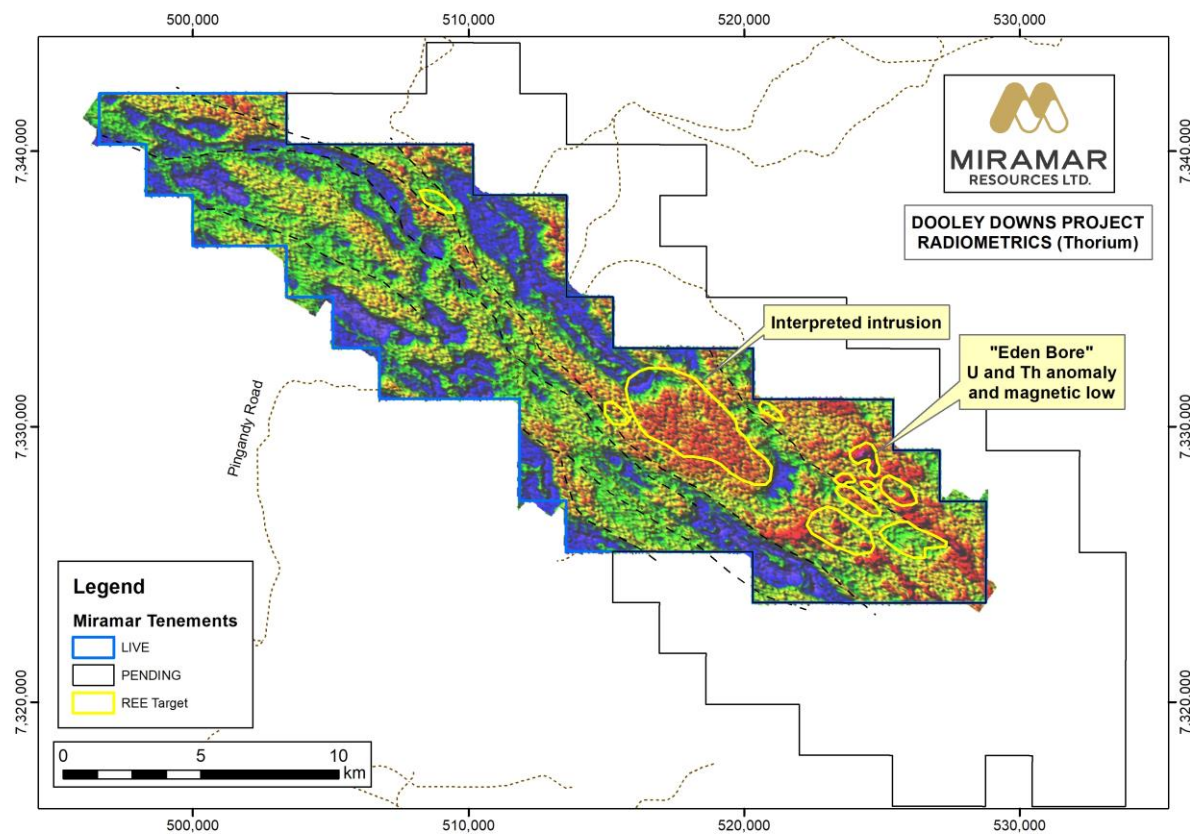 500,000
510,000
520,000
530,000
7,340,000
7,340,000
MIRAMAR
RESOURCES LTD.
DOOLEY DOWNS PROJECT
RADIOMETRICS (Thorium)
Interpreted intrusion
"Eden Bore"
U and Th anomaly
and magnetic low
7,330,000
7,330,000
Pingandy Road
Legend
Miramar Tenements
LIVE
PENDING
REE Target
7,320,000
7,320,000
0 5 10
km
500,000
510,000
520,000
530,000